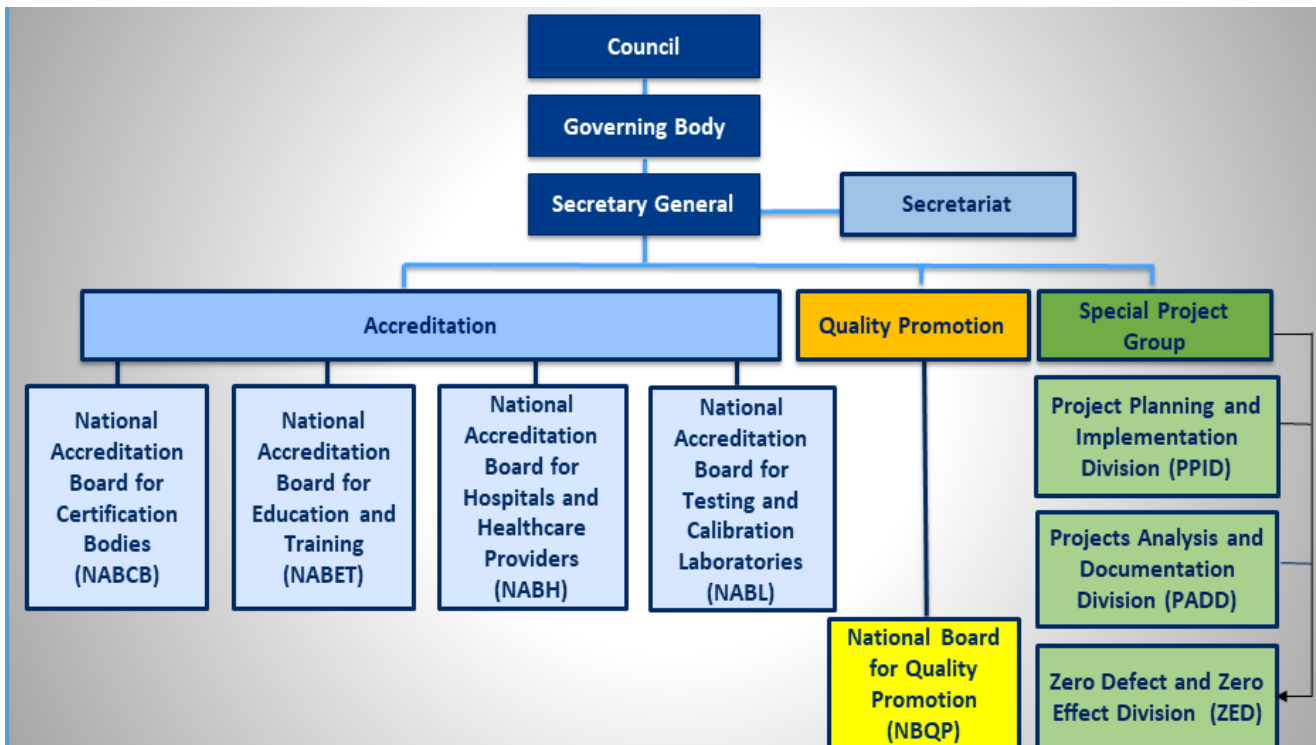 Council
Governing Body
Secretary General
Secretariat
Accreditation
Quality Promotion
Special Project
Group
National
Accreditation
Board for
Certification
Bodies
(NABCB)
National
Accreditation
Board for
Education and
Training
(NABET)
National
Accreditation
Board for
Hospitals and
Healthcare
Providers
(NABH)
National
Accreditation
Board for
Testing and
Calibration
Laboratories
(NABL)
National Board
for Quality
Promotion
(NBQP)
Project Planning and
Implementation
Division (PPID)
Projects Analysis and
Documentation
Division (PADD)
Zero Defect and Zero
Effect Division (ZED)